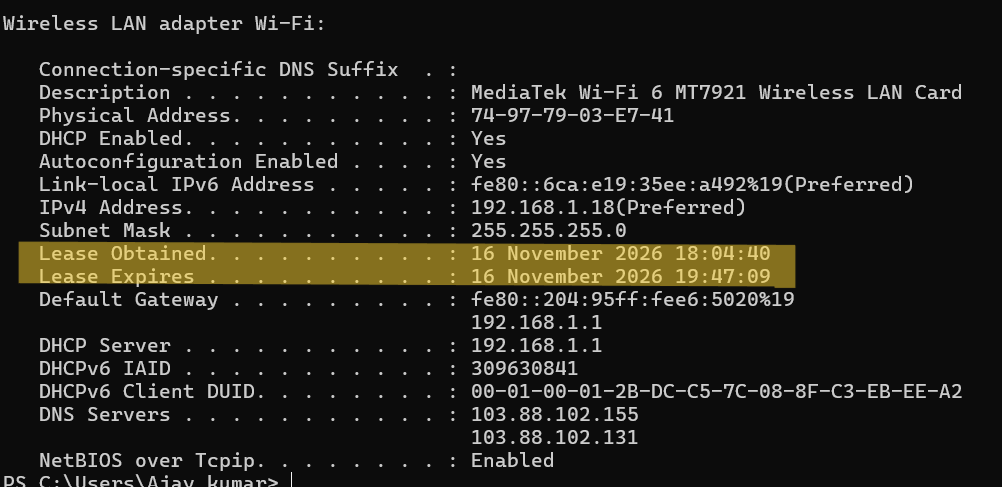 Wireless LAN adapter Wi-Fi:
Connection-specific DNS Suffix  . :
Description . . . . . . . . . . . : MediaTek Wi-Fi 6 MT7921 Wireless LAN Card
Physical Address. . . . . . . . . : 74-97-79-03-E7-41
DHCP Enabled. . . . . . . . . . . : Yes
Autoconfiguration Enabled . . . . : Yes
Link-local IPv6 Address . . . . . : fe80::6ca:e19:35ee:a492%19(Preferred)
IPv4 Address. . . . . . . . . . . : 192.168.1.18(Preferred)
Subnet Mask . . . . . . . . . . . : 255.255.255.0
Lease Obtained. . . . . . . . . . : 16 November 2026 18:04:40
Lease Expires . . . . . . . . . . : 16 November 2026 19:47:09
Default Gateway . . . . . . . . . : fe80::204:95ff:fee6:5020%19
192.168.1.1
DHCP Server . . . . . . . . . . . : 192.168.1.1
DHCPv6 IAID . . . . . . . . . . . : 309630841
DHCPv6 Client DUID. . . . . . . . : 00-01-00-01-2B-DC-C5-7C-08-8F-C3-EB-EE-A2
DNS Servers . . . . . . . . . . . : 103.88.102.155
103.88.102.131
NetBIOS over Tcpip. . . . . . . . : Enabled
PS C:\Users\Ajay kumar>